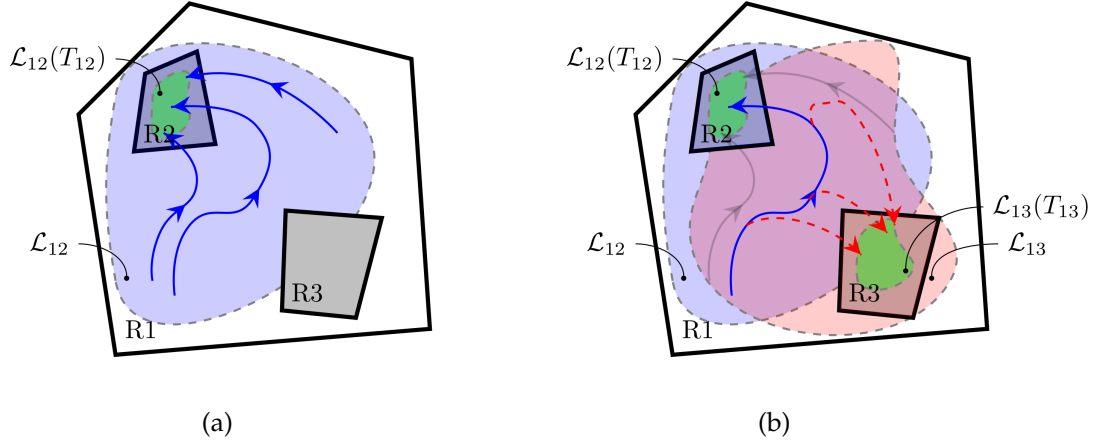 ℒ₁₂(T₁₂)
R2
ℒ₁₂
R3
R1
(a)
ℒ₁₂(T₁₂)
R2
ℒ₁₃(T₁₃)
ℒ₁₂
ℒ₁₃
R3
R1
(b)